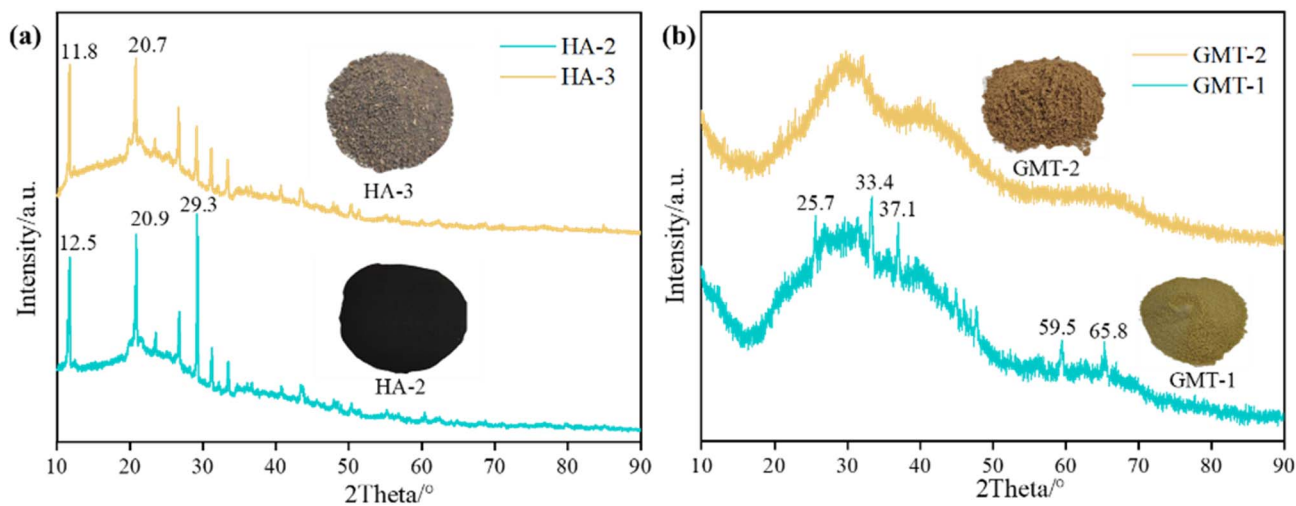 (a)
11.8
20.7
HA-2
HA-3
HA-3
12.5
20.9
29.3
HA-2
Intensity/a.u.
10 20 30 40 50 60 70 80 90
2Theta/°
(b)
GMT-2
GMT-1
GMT-2
25.7
33.4
37.1
59.5
65.8
GMT-1
Intensity/a.u.
10 20 30 40 50 60 70 80 90
2Theta/°